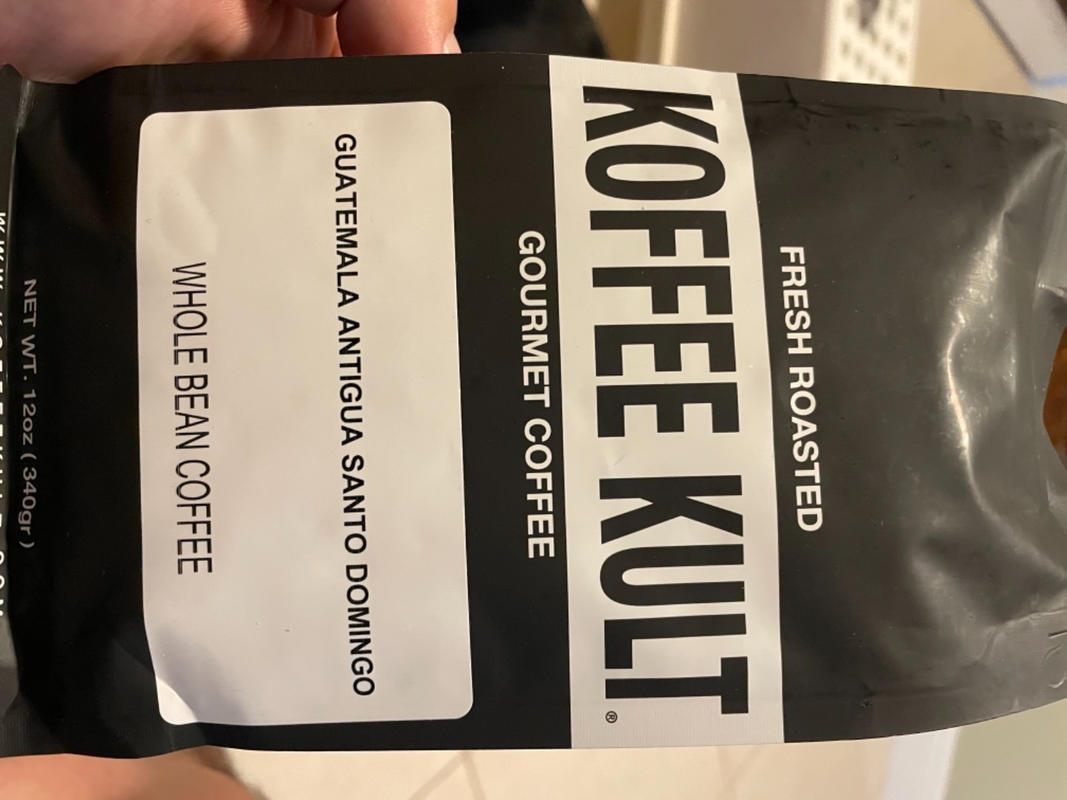 FRESH ROASTED
KOFFEE KULT®
GOURMET COFFEE
GUATEMALA ANTIGUA SANTO DOMINGO
WHOLE BEAN COFFEE
NET WT. 12oz ( 340gr )